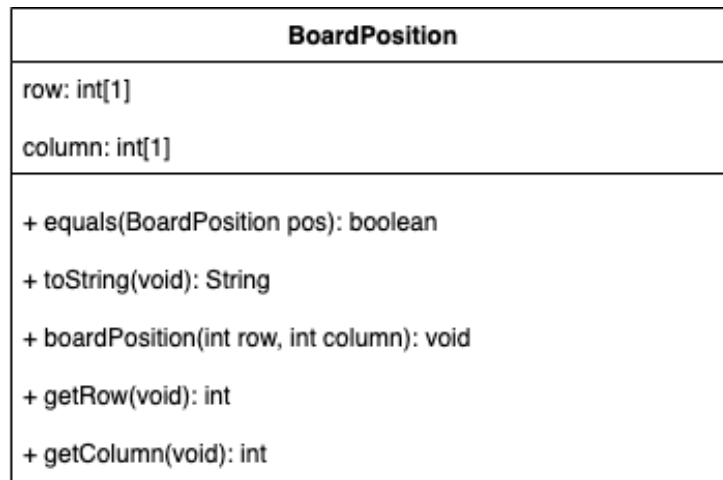 BoardPosition
row: int[1]
column: int[1]
+ equals(BoardPosition pos): boolean
+ toString(void): String
+ boardPosition(int row, int column): void
+ getRow(void): int
+ getColumn(void): int